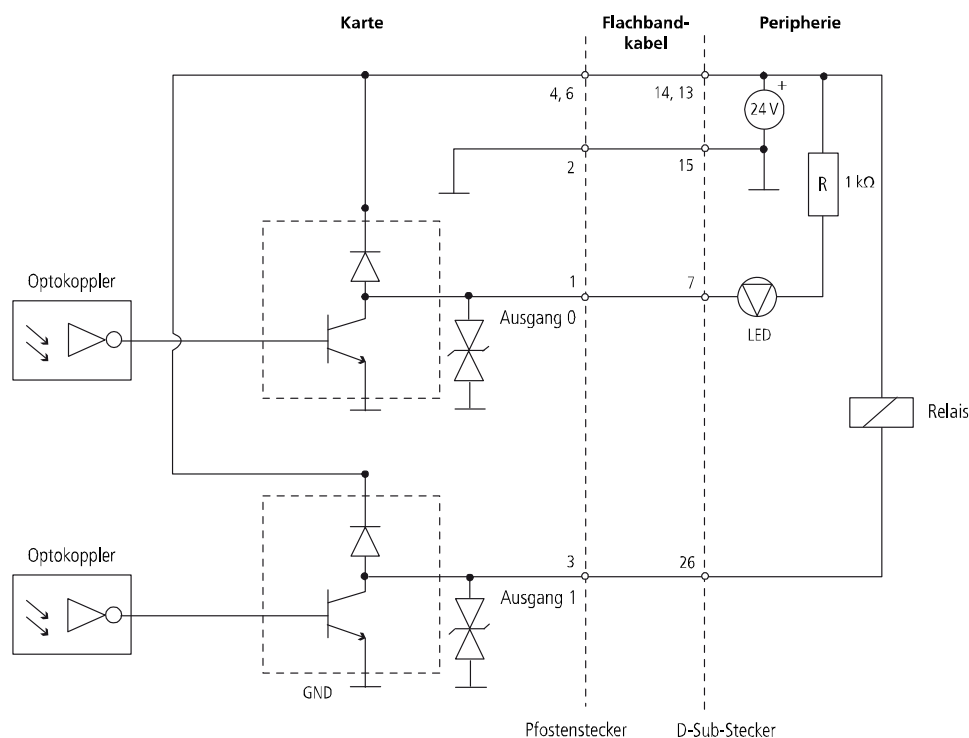 Karte
Flachband-
kabel
Peripherie
4, 6
14, 13
+
24 V
2
15
R
1 kΩ
Optokoppler
1
7
Ausgang 0
LED
Relais
Optokoppler
3
26
Ausgang 1
GND
Pfostenstecker
D-Sub-Stecker